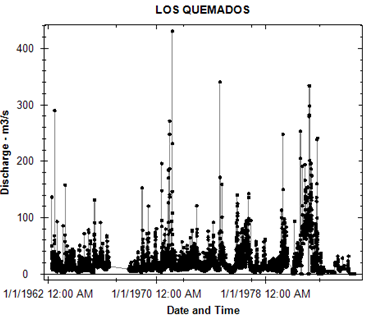 LOS QUEMADOS
400
300
200
100
0
Discharge - m3/s
1/1/1962 12:00 AM 1/1/1970 12:00 AM 1/1/1978 12:00 AM
Date and Time